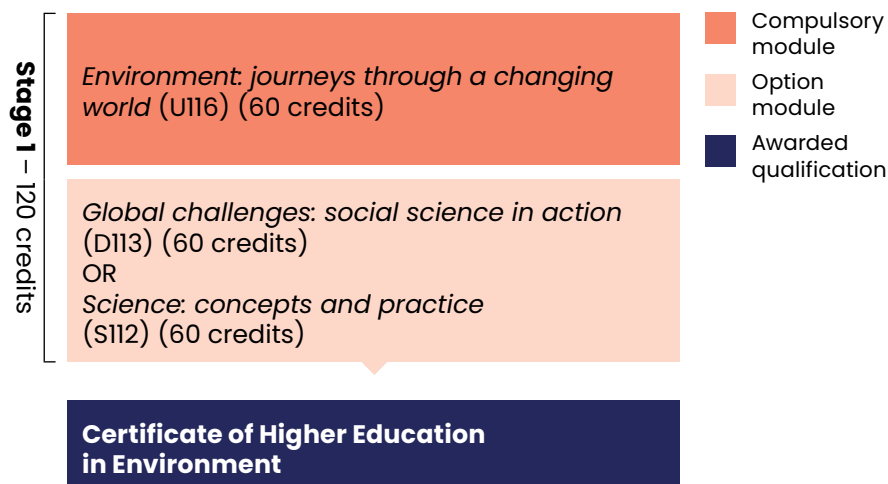 Stage 1 – 120 credits
Environment: journeys through a changing
world (U116) (60 credits)
Global challenges: social science in action
(D113) (60 credits)
OR
Science: concepts and practice
(S112) (60 credits)
Certificate of Higher Education
in Environment
Compulsory
module
Option
module
Awarded
qualification